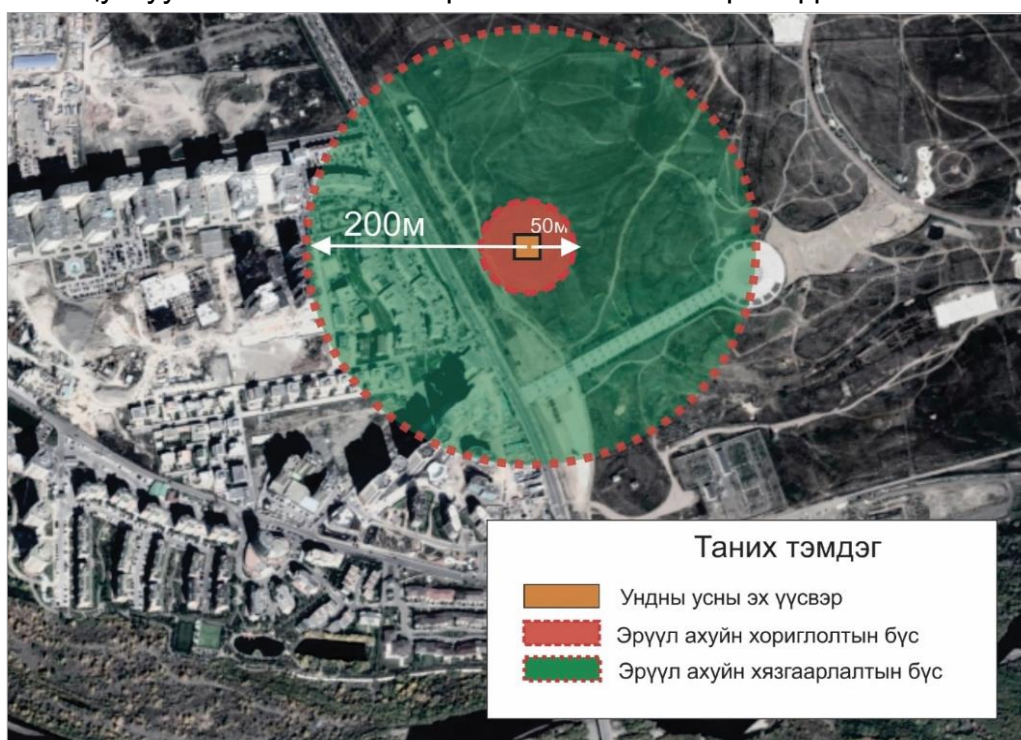 200м
50м
Таних тэмдэг
Ундны усны эх үүсвэр
Эрүүл ахуйн хориглолтын бүс
Эрүүл ахуйн хязгаарлалтын бүс